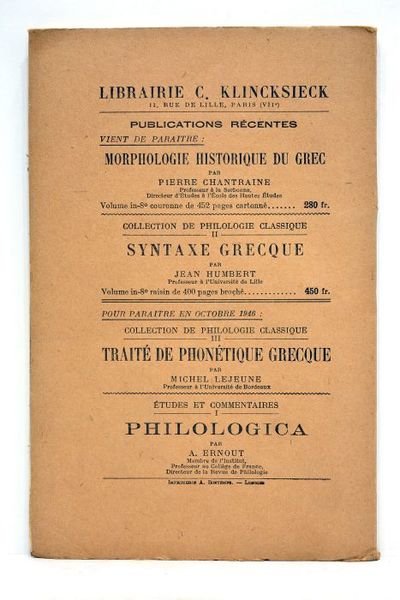 LIBRAIRIE C. KLINCKSIECK
11, RUE DE LILLE, PARIS (VIIᵉ)
PUBLICATIONS RÉCENTES
VIENT DE PARAITRE :
MORPHOLOGIE HISTORIQUE DU GREC
PAR
PIERRE CHANTRAINE
Professeur à la Sorbonne,
Directeur d'Études à l'École des Hautes Études
Volume in-8º couronne de 452 pages cartonné....... 280 fr.
COLLECTION DE PHILOLOGIE CLASSIQUE
II
SYNTAXE GRECQUE
PAR
JEAN HUMBERT
Professeur à l'Université de Lille
Volume in-8º raisin de 400 pages broché............. 450 fr.
POUR PARAITRE EN OCTOBRE 1946 :
COLLECTION DE PHILOLOGIE CLASSIQUE
III
TRAITÉ DE PHONÉTIQUE GRECQUE
PAR
MICHEL LEJEUNE
Professeur à l'Université de Bordeaux
ÉTUDES ET COMMENTAIRES
I
PHILOLOGICA
PAR
A. ERNOUT
Membre de l'Institut,
Professeur au Collège de France,
Directeur de la Revue de Philologie
IMPRIMERIE A. BONTEMPS. — LIMOGES